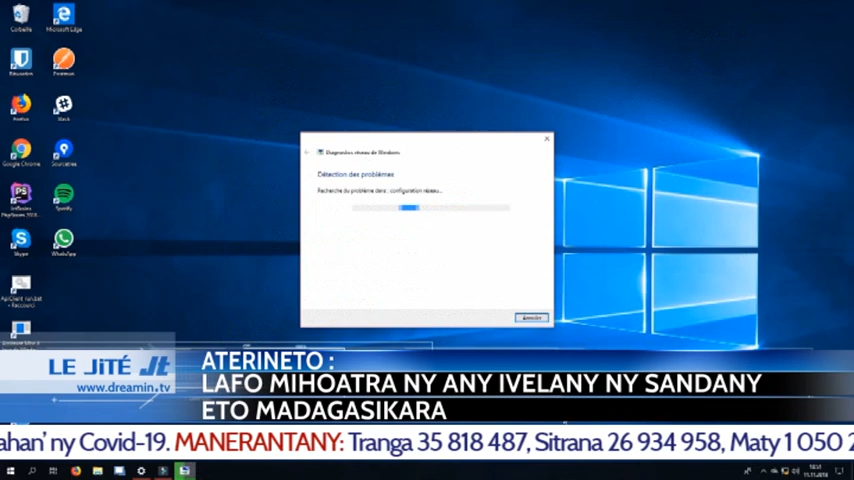 Corbeille
Microsoft Edge
Bitwarden
Postman
Firefox
Slack
Google Chrome
Sourcetree
Spotify
Skype
WhatsApp
Diagnostics réseau de Windows
Détection des problèmes
Recherche du problème dans : configuration réseau...
Annuler
LE JiTÉ Jt
www.dreamin.tv
ATERINETO :
LAFO MIHOATRA NY ANY IVELANY NY SANDANY
ETO MADAGASIKARA
ahan' ny Covid-19. MANERANTANY: Tranga 35 818 487, Sitrana 26 934 958, Maty 1 050 2